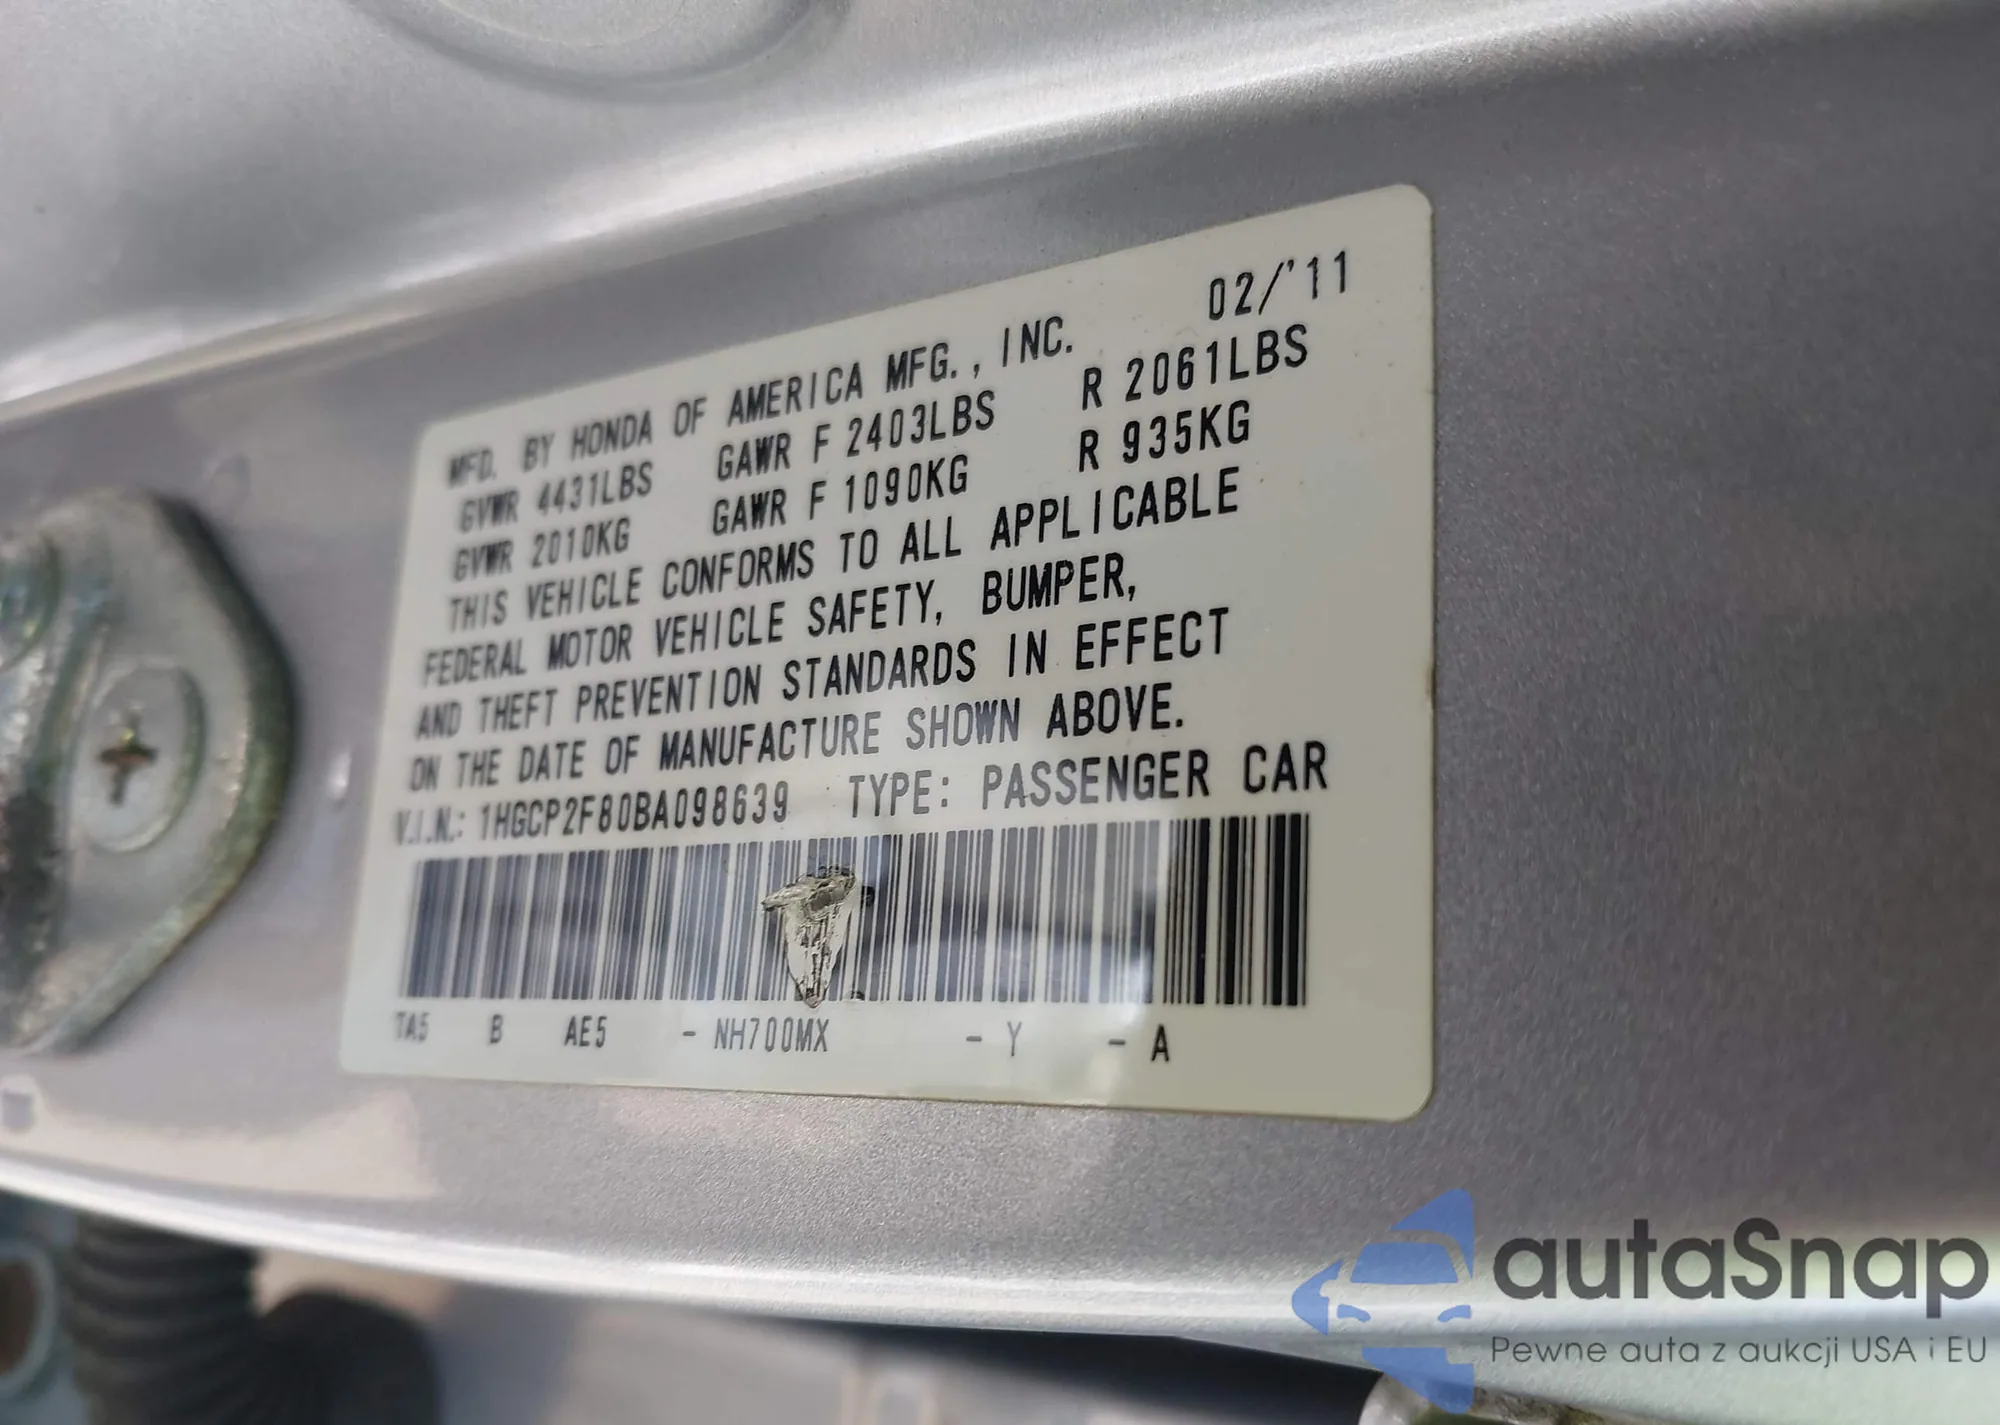 MFD. BY HONDA OF AMERICA MFG., INC. 02/'11
GVWR 4431LBS GAWR F 2403LBS R 2061LBS
GVWR 2010KG GAWR F 1090KG R 935KG
THIS VEHICLE CONFORMS TO ALL APPLICABLE
FEDERAL MOTOR VEHICLE SAFETY, BUMPER,
AND THEFT PREVENTION STANDARDS IN EFFECT
ON THE DATE OF MANUFACTURE SHOWN ABOVE.
V.I.N.: 1HGCP2F80BA098639 TYPE: PASSENGER CAR
TA5 B AE5 - NH700MX - Y - A
autaSnap
Pewne auta z aukcji USA i EU